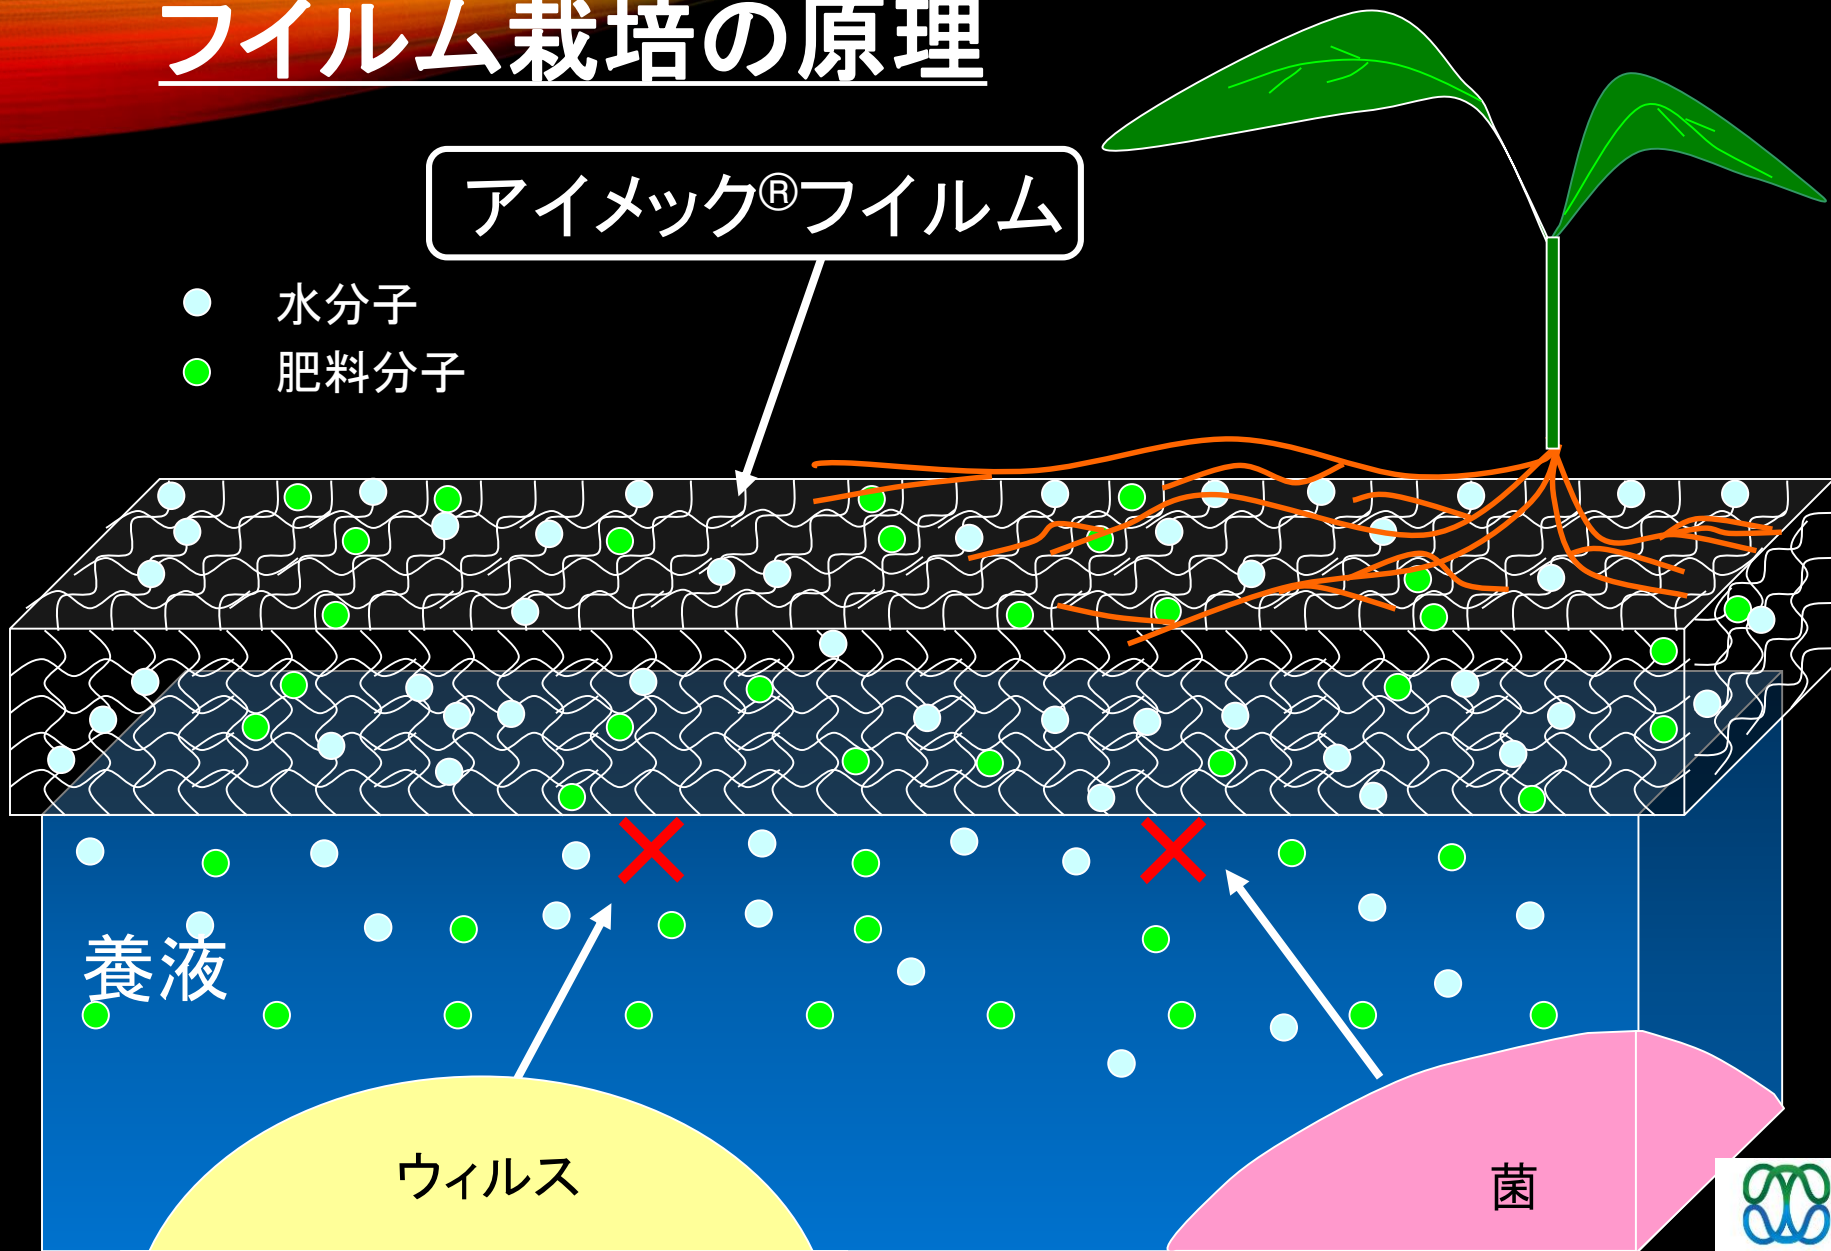 フイルム栽培の原理
アイメック®フイルム
水分子
肥料分子
養液
ウィルス
菌